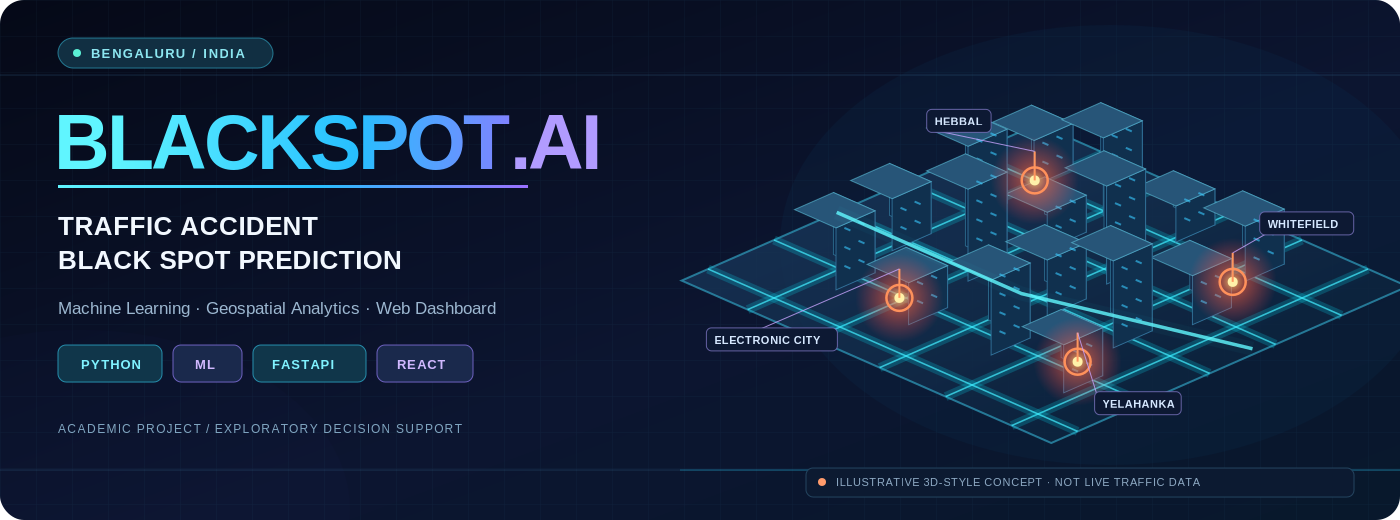 BENGALURU / INDIA
BLACKSPOT.AI
TRAFFIC ACCIDENT
BLACK SPOT PREDICTION
Machine Learning · Geospatial Analytics · Web Dashboard
PYTHON
ML
FASTAPI
REACT
ACADEMIC PROJECT / EXPLORATORY DECISION SUPPORT
HEBBAL
WHITEFIELD
ELECTRONIC CITY
YELAHANKA
ILLUSTRATIVE 3D-STYLE CONCEPT · NOT LIVE TRAFFIC DATA